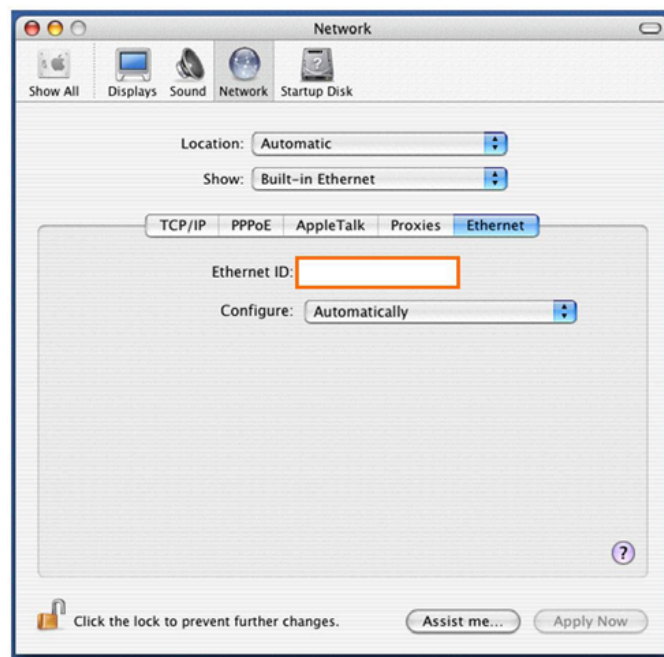 Network
Show All Displays Sound Network Startup Disk
Location: Automatic
Show: Built-in Ethernet
TCP/IP PPPoE AppleTalk Proxies Ethernet
Ethernet ID:
Configure: Automatically
?
Click the lock to prevent further changes. Assist me... Apply Now